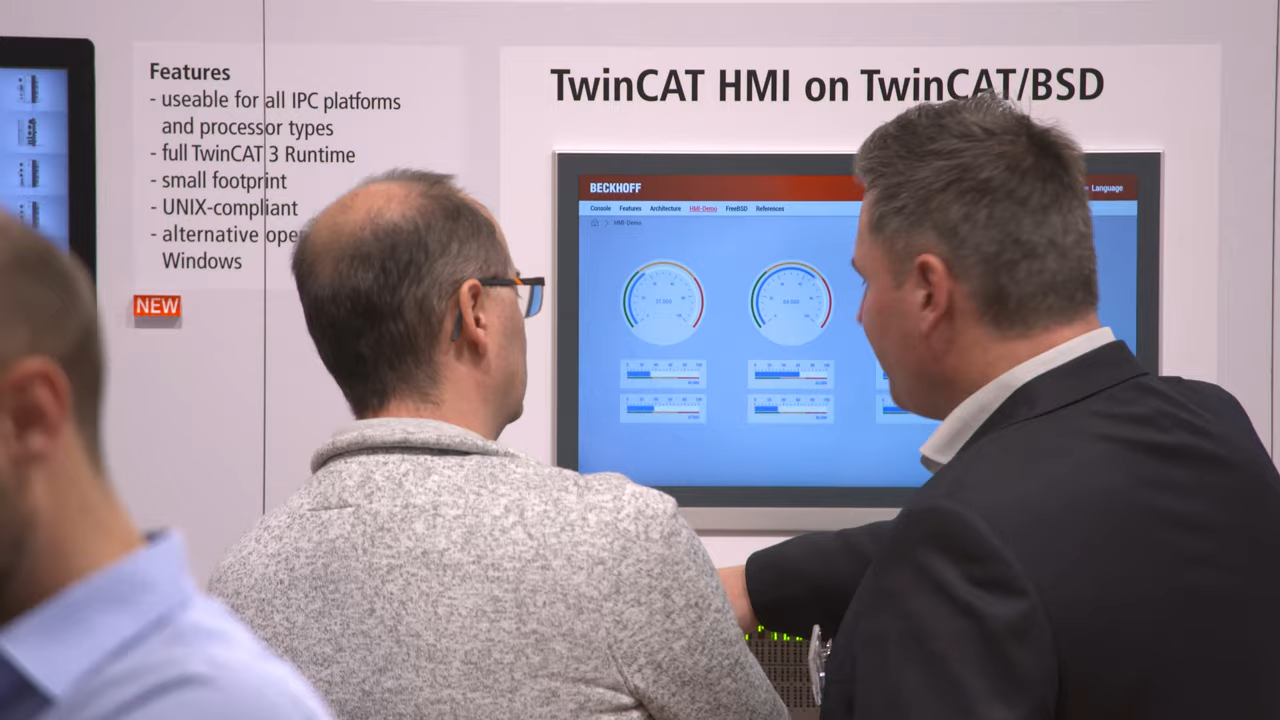 Features
- useable for all IPC platforms
and processor types
- full TwinCAT 3 Runtime
- small footprint
- UNIX-compliant
- alternative ope
Windows
NEW
TwinCAT HMI on TwinCAT/BSD
BECKHOFF
Language
Console Features Architecture HMI-Demo FreeBSD References
HMI-Demo